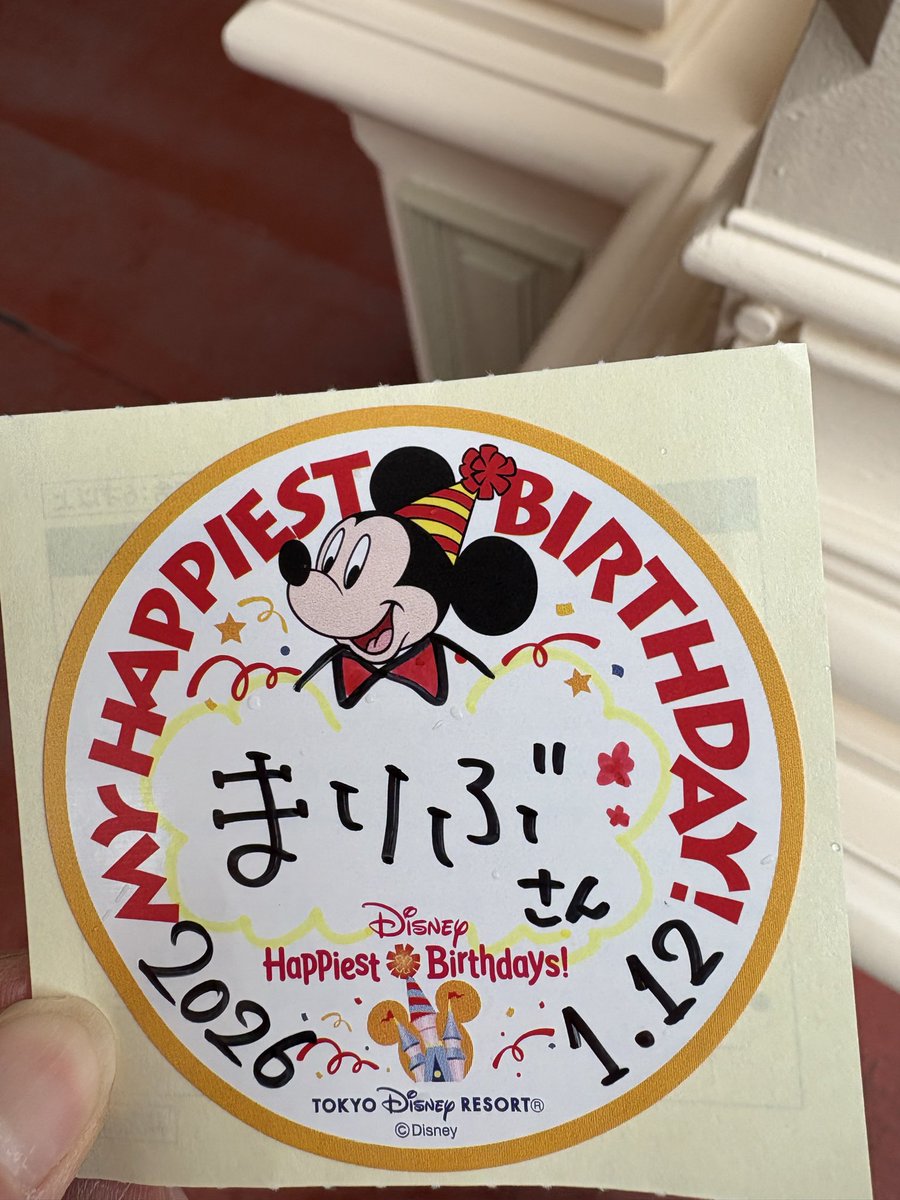 MY HAPPIEST BIRTHDAY!
まりぶ
さん
Disney
Happiest Birthdays!
2026
1.12
TOKYO Disney RESORT®
©Disney